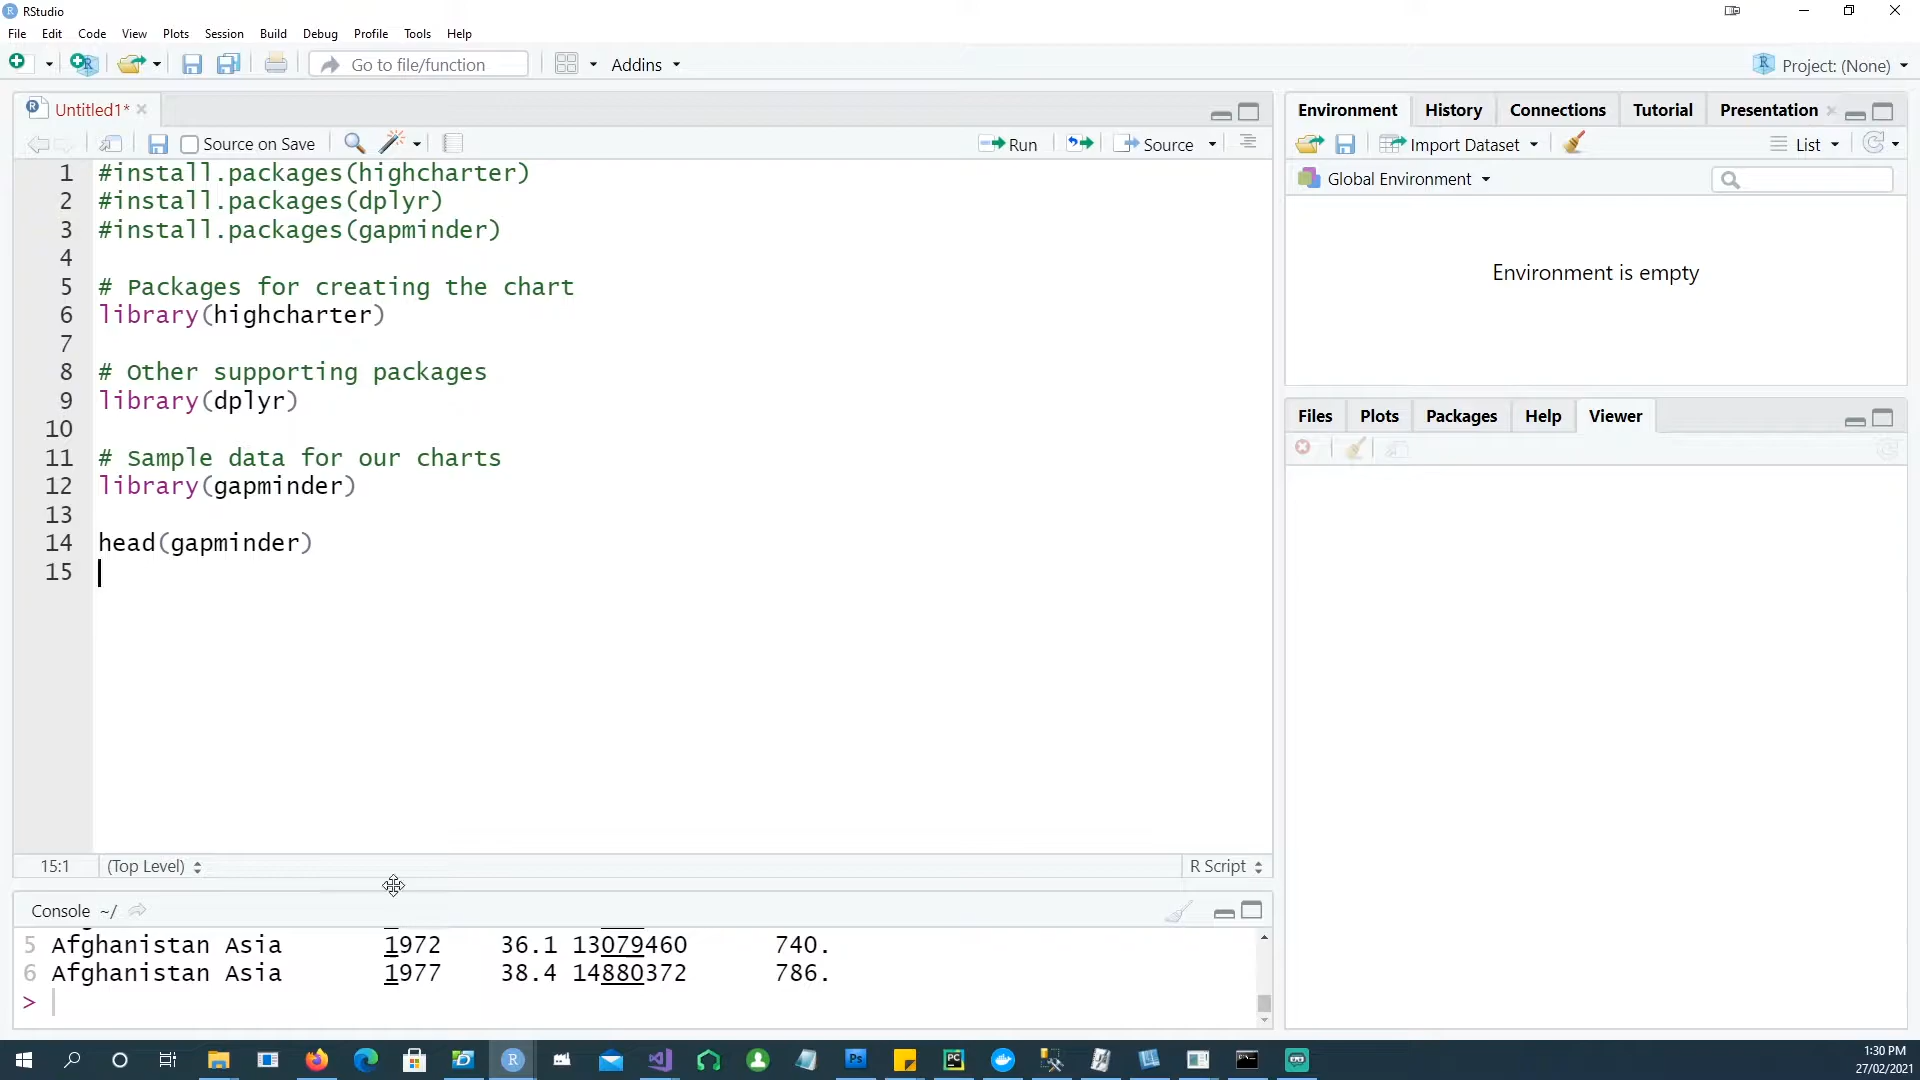 RStudio
File Edit Code View Plots Session Build Debug Profile Tools Help
Go to file/function Addins Project: (None)
Untitled1*
Source on Save Run Source
1 #install.packages(highcharter)
2 #install.packages(dplyr)
3 #install.packages(gapminder)
4
5 # Packages for creating the chart
6 library(highcharter)
7
8 # Other supporting packages
9 library(dplyr)
10
11 # Sample data for our charts
12 library(gapminder)
13
14 head(gapminder)
15
15:1 (Top Level) R Script
Console ~/
5 Afghanistan Asia 1972 36.1 13079460 740.
6 Afghanistan Asia 1977 38.4 14880372 786.
>
Environment History Connections Tutorial Presentation
Import Dataset List
Global Environment
Environment is empty
Files Plots Packages Help Viewer
R Ps PC
1:30 PM
27/02/2021